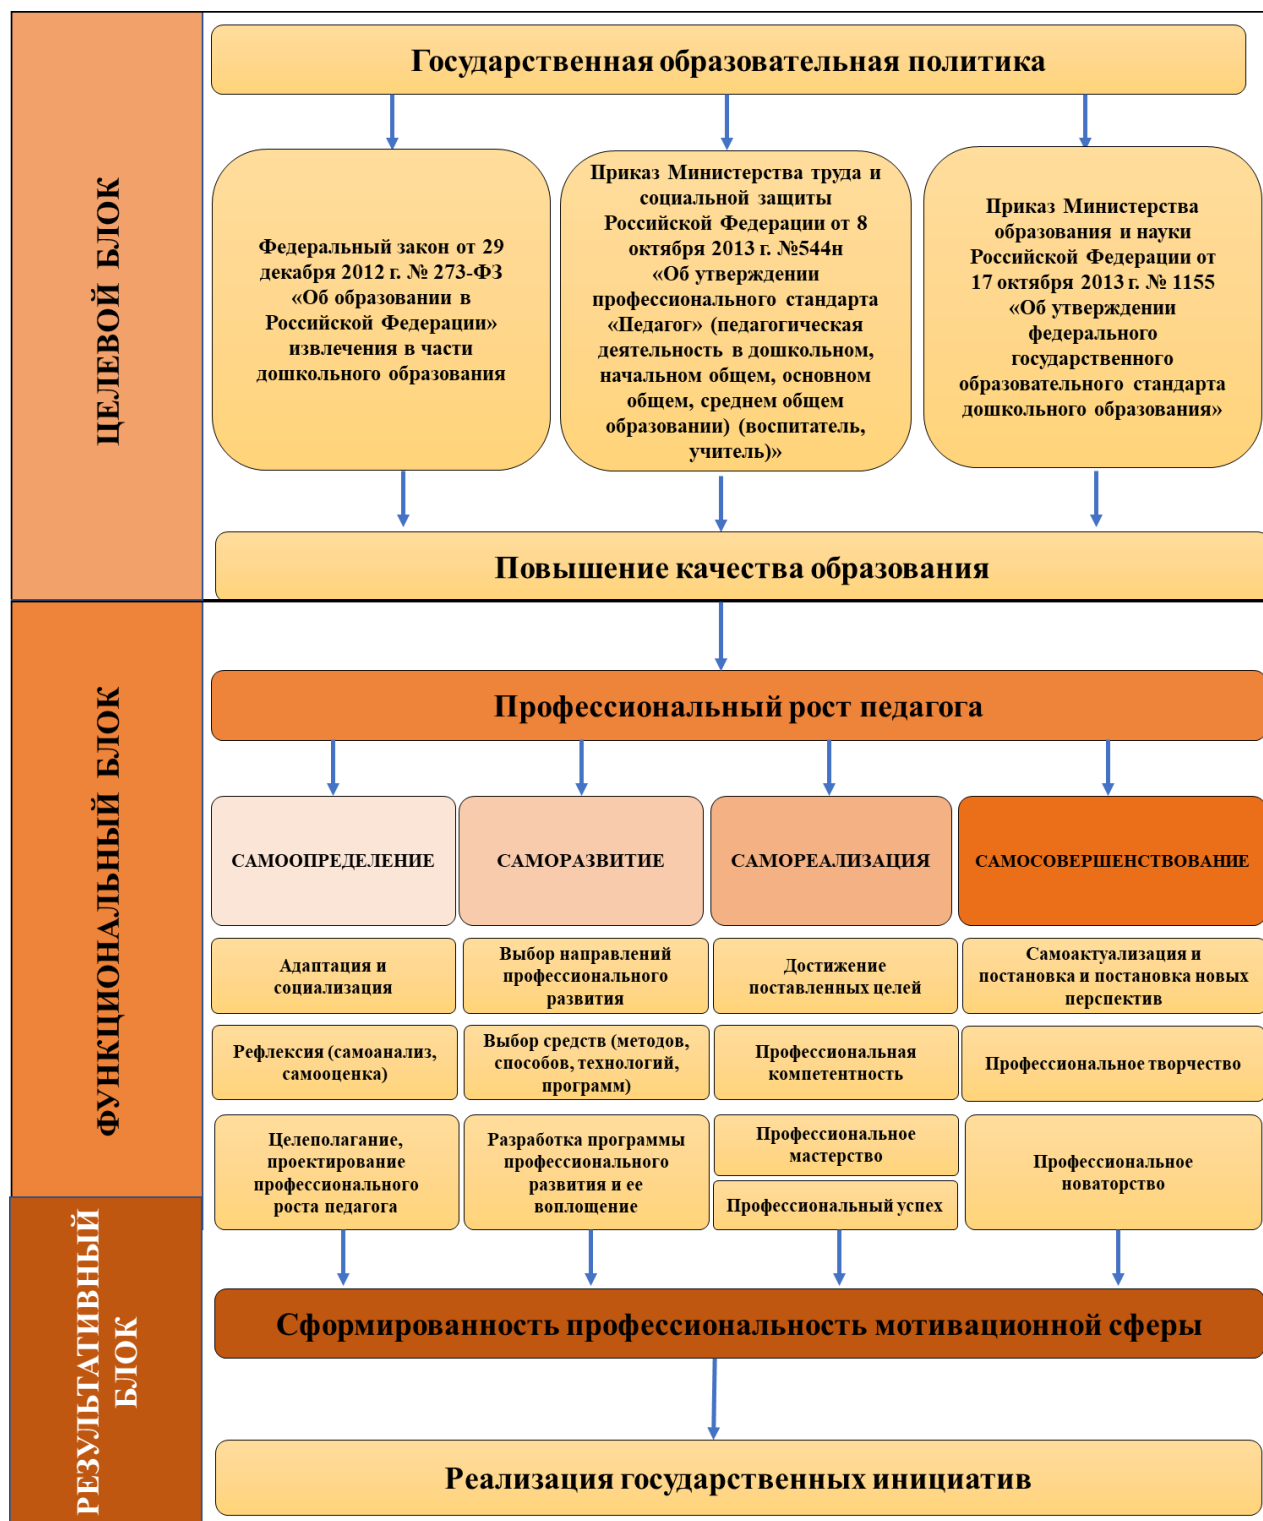 ЦЕЛЕВОЙ БЛОК
Государственная образовательная политика
Федеральный закон от 29
декабря 2012 г. № 273-ФЗ
«Об образовании в
Российской Федерации»
извлечения в части
дошкольного образования
Приказ Министерства труда и
социальной защиты
Российской Федерации от 8
октября 2013 г. №544н
«Об утверждении
профессионального стандарта
«Педагог» (педагогическая
деятельность в дошкольном,
начальном общем, основном
общем, среднем общем
образовании) (воспитатель,
учитель)»
Приказ Министерства
образования и науки
Российской Федерации от
17 октября 2013 г. № 1155
«Об утверждении
федерального
государственного
образовательного стандарта
дошкольного образования»
Повышение качества образования
ФУНКЦИОНАЛЬНЫЙ БЛОК
Профессиональный рост педагога
САМООПРЕДЕЛЕНИЕ
САМОРАЗВИТИЕ
САМОРЕАЛИЗАЦИЯ
САМОСОВЕРШЕНСТВОВАНИЕ
Адаптация и
социализация
Выбор направлений
профессионального
развития
Достижение
поставленных целей
Самоактуализация и
постановка и постановка новых
перспектив
Рефлексия (самоанализ,
самооценка)
Выбор средств (методов,
способов, технологий,
программ)
Профессиональная
компетентность
Профессиональное творчество
Целеполагание,
проектирование
профессионального
роста педагога
Разработка программы
профессионального
развития и ее
воплощение
Профессиональное
мастерство
Профессиональный успех
Профессиональное
новаторство
РЕЗУЛЬТАТИВНЫЙ
БЛОК
Сформированность профессиональность мотивационной сферы
Реализация государственных инициатив